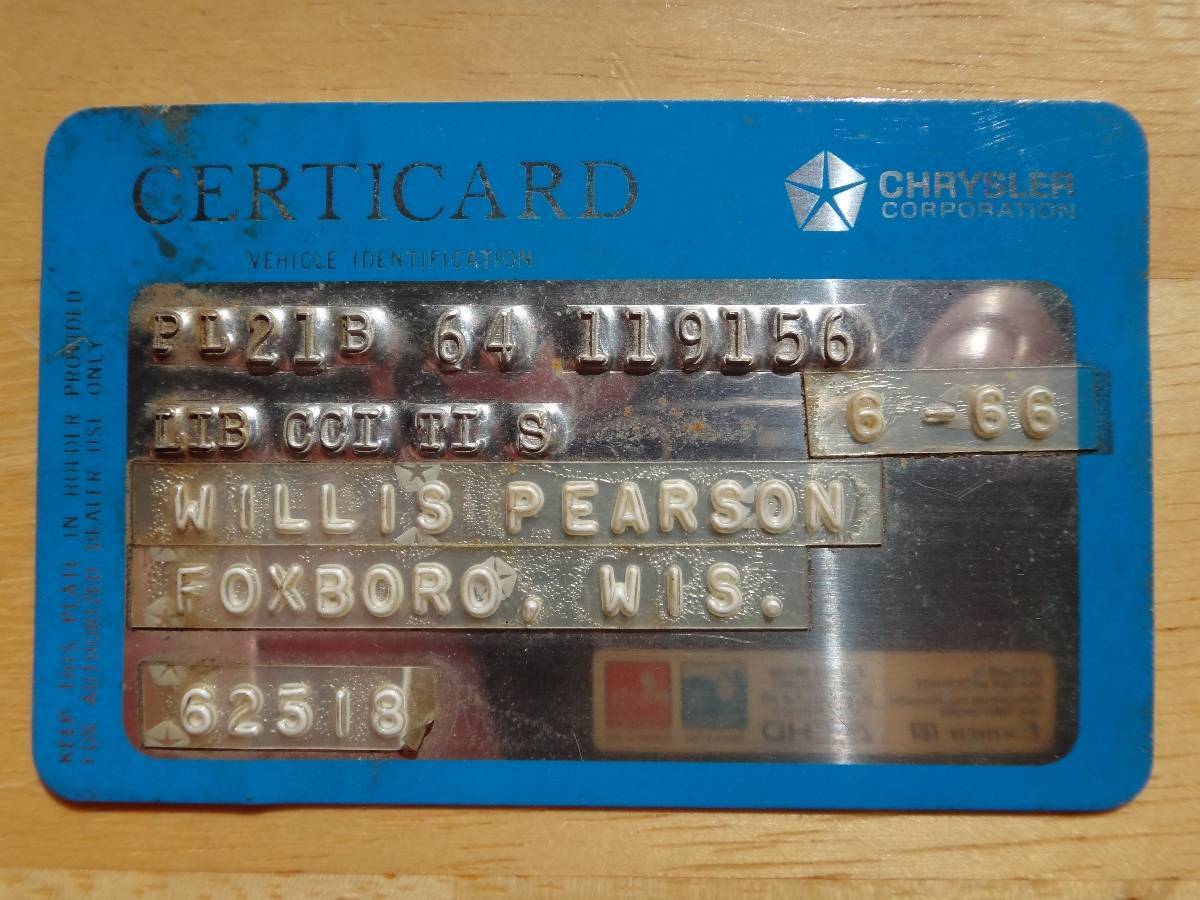 CERTICARD
CHRYSLER
CORPORATION
VEHICLE IDENTIFICATION
KEEP THIS PLATE IN HOLDER PROVIDED
FOR AUTHORIZED DEALER USE ONLY
PL21B 64 119156
LIB CCI II S
6-66
WILLIS PEARSON
FOXBORO, WIS.
62518